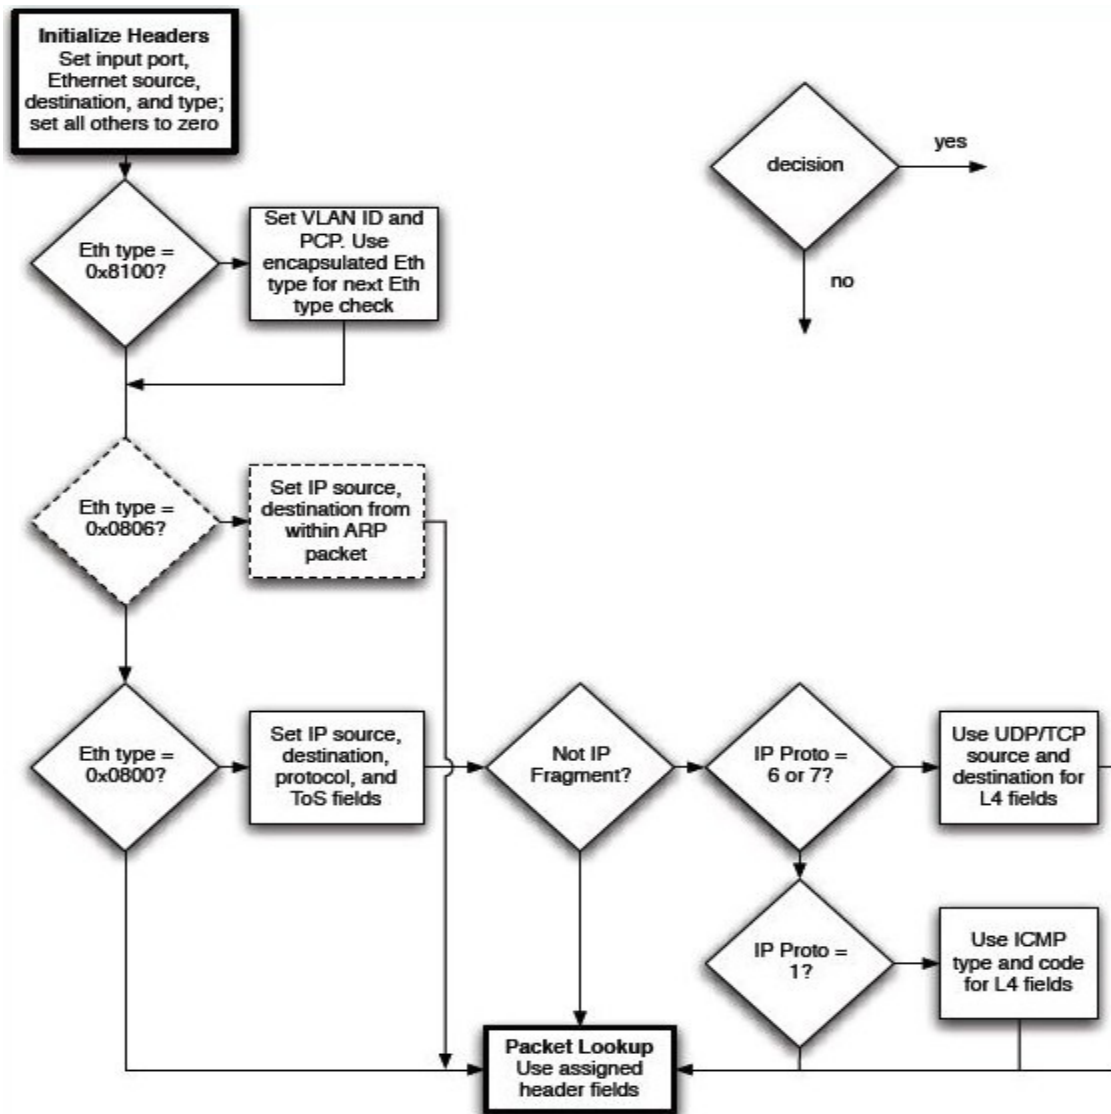 Initialize Headers
Set input port,
Ethernet source,
destination, and type;
set all others to zero
decision
yes
no
Eth type =
0x8100?
Set VLAN ID and
PCP. Use
encapsulated Eth
type for next Eth
type check
Eth type =
0x0806?
Set IP source,
destination from
within ARP
packet
Eth type =
0x0800?
Set IP source,
destination,
protocol, and
ToS fields
Not IP
Fragment?
IP Proto =
6 or 7?
Use UDP/TCP
source and
destination for
L4 fields
IP Proto =
1?
Use ICMP
type and code
for L4 fields
Packet Lookup
Use assigned
header fields